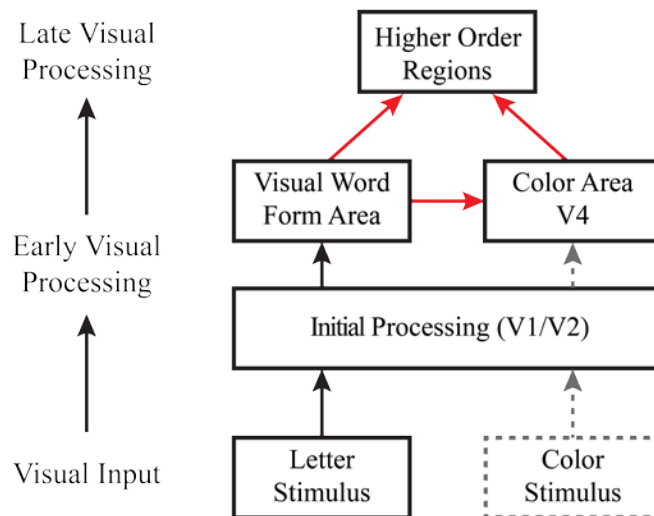 Late Visual
Processing
Higher Order
Regions
Visual Word
Form Area
Color Area
V4
Early Visual
Processing
Initial Processing (V1/V2)
Visual Input
Letter
Stimulus
Color
Stimulus